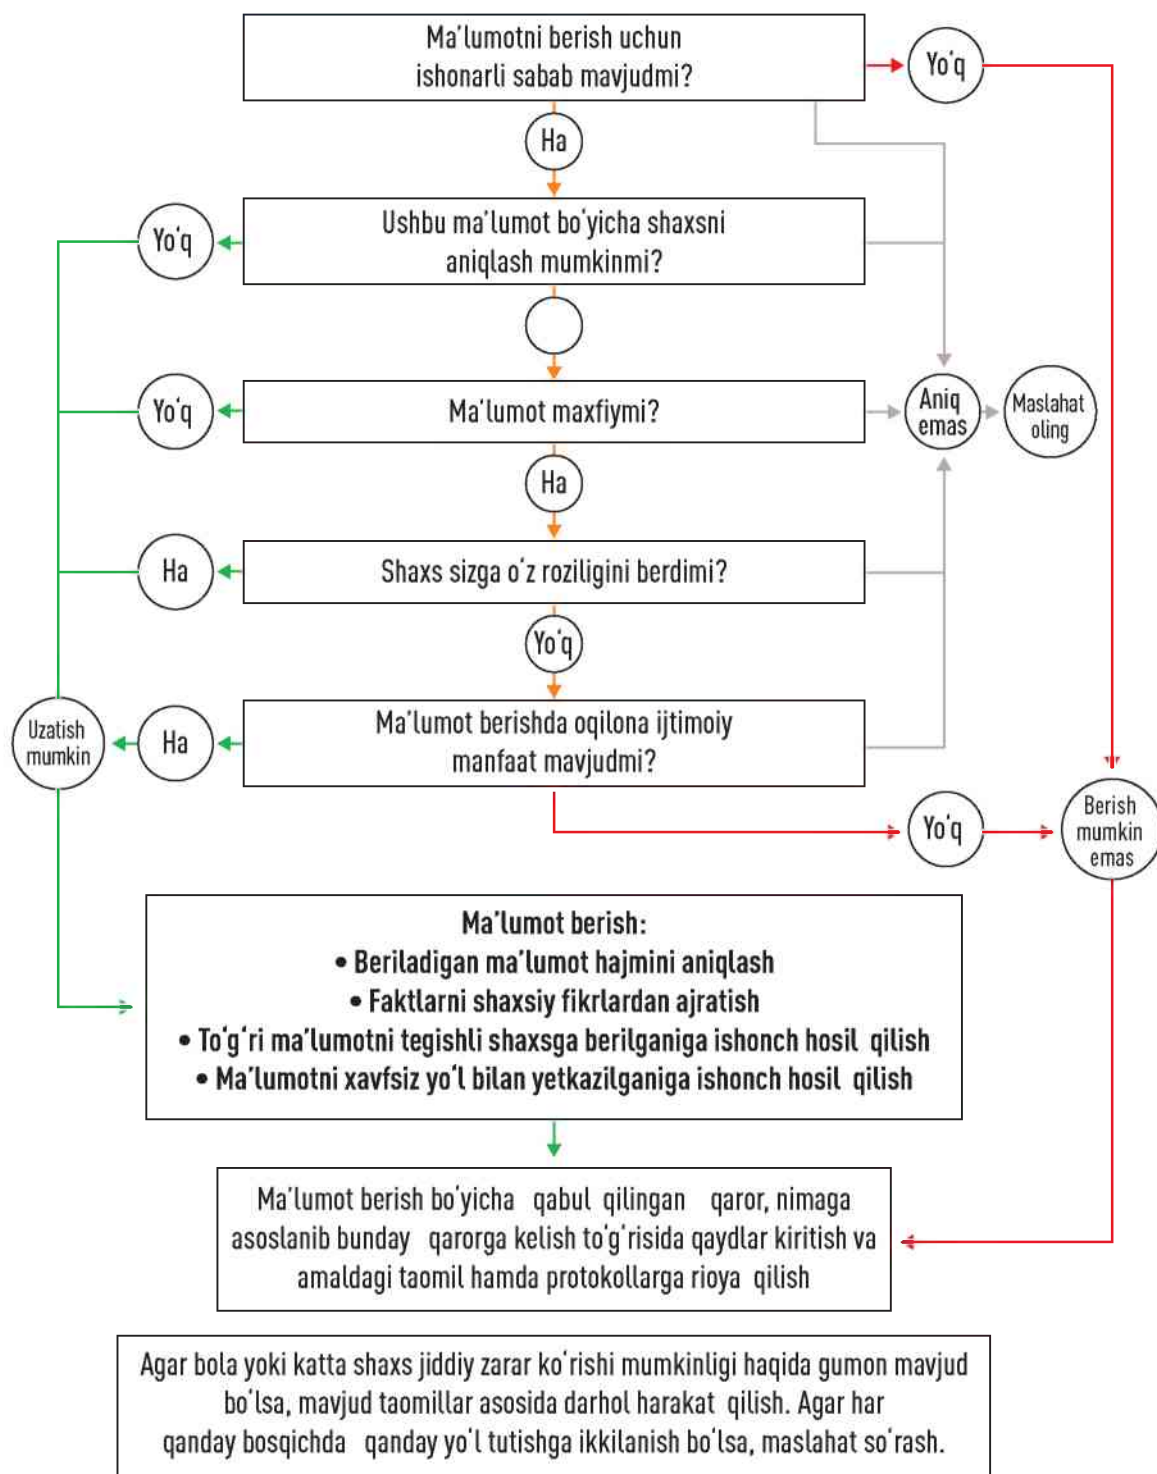 Ma'lumotni berish uchun
ishonarli sabab mavjudmi?
Yo'q
Ha
Ushbu ma'lumot bo'yicha shaxsni
aniqlash mumkinmi?
Yo'q
Ma'lumot maxfiymi?
Yo'q
Aniq
emas
Maslahat
oling
Ha
Shaxs sizga o'z roziligini berdimi?
Ha
Yo'q
Ma'lumot berishda oqilona ijtimoiy
manfaat mavjudmi?
Ha
Uzatish
mumkin
Yo'q
Berish
mumkin
emas
Ma'lumot berish:
• Beriladigan ma'lumot hajmini aniqlash
• Faktlarni shaxsiy fikrlardan ajratish
• To'g'ri ma'lumotni tegishli shaxsga berilganiga ishonch hosil qilish
• Ma'lumotni xavfsiz yo'l bilan yetkazilganiga ishonch hosil qilish
Ma'lumot berish bo'yicha qabul qilingan qaror, nimaga
asoslanib bunday qarorga kelish to'g'risida qaydlar kiritish va
amaldagi taomil hamda protokollarga rioya qilish
Agar bola yoki katta shaxs jiddiy zarar ko'rishi mumkinligi haqida gumon mavjud
bo'lsa, mavjud taomillar asosida darhol harakat qilish. Agar har
qanday bosqichda qanday yo'l tutishga ikkilanish bo'lsa, maslahat so'rash.